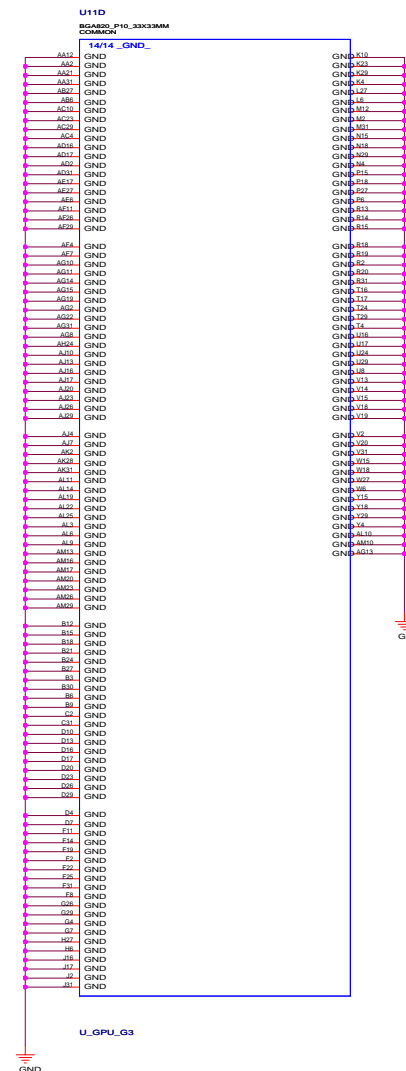 U11D
BGA820_P10_33X33MM
COMMON
14/14 _GND_
AA12 GND GND K10
AA2 GND GND K23
AA21 GND GND K29
AA31 GND GND K4
AB27 GND GND L27
AB6 GND GND L6
AC10 GND GND M12
AC23 GND GND M2
AC29 GND GND M31
AC4 GND GND N15
AD16 GND GND N18
AD17 GND GND N29
AD2 GND GND N4
AD31 GND GND P15
AE17 GND GND P18
AE27 GND GND P27
AE6 GND GND P6
AF11 GND GND R13
AF26 GND GND R14
AF29 GND GND R15
AF4 GND GND R18
AF7 GND GND R19
AG10 GND GND R2
AG11 GND GND R20
AG14 GND GND R31
AG15 GND GND T16
AG19 GND GND T17
AG2 GND GND T24
AG22 GND GND T29
AG31 GND GND T4
AG8 GND GND U16
AH24 GND GND U17
AJ10 GND GND U24
AJ13 GND GND U29
AJ16 GND GND U8
AJ17 GND GND V13
AJ20 GND GND V14
AJ23 GND GND V15
AJ26 GND GND V18
AJ29 GND GND V19
AJ4 GND GND V2
AJ7 GND GND V20
AK2 GND GND V31
AK28 GND GND W15
AK31 GND GND W18
AL11 GND GND W27
AL14 GND GND W6
AL19 GND GND Y15
AL22 GND GND Y18
AL25 GND GND Y29
AL3 GND GND Y4
AL6 GND GND AL10
AL9 GND GND AM10
AM13 GND GND AG13
AM16 GND
AM17 GND
AM20 GND
AM23 GND
AM26 GND
AM29 GND
B12 GND
B15 GND
B18 GND
B21 GND
B24 GND
B27 GND
B3 GND
B30 GND
B6 GND
B9 GND
C2 GND
C31 GND
D10 GND
D13 GND
D16 GND
D17 GND
D20 GND
D23 GND
D26 GND
D29 GND
D4 GND
D7 GND
F11 GND
F14 GND
F19 GND
F2 GND
F22 GND
F25 GND
F31 GND
F8 GND
G26 GND
G29 GND
G4 GND
G7 GND
H27 GND
H6 GND
J16 GND
J17 GND
J2 GND
J31 GND
G
U_GPU_G3
GND